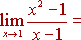 lim x→1 x²−1 / x−1 =